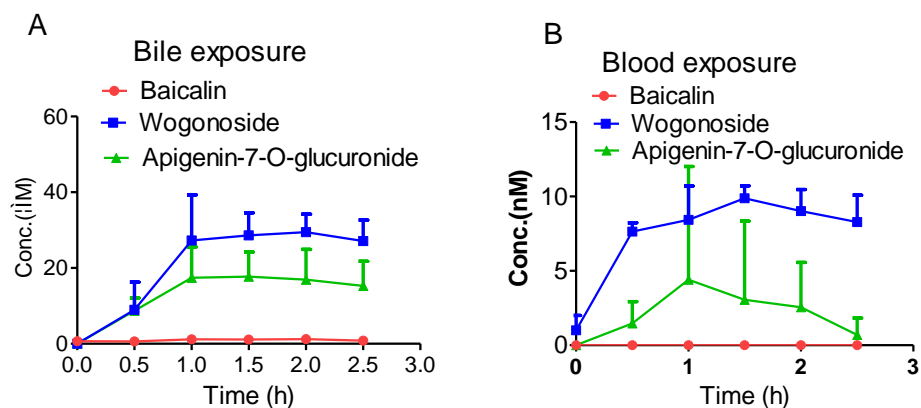 A
Bile exposure
Baicalin
Wogonoside
Apigenin-7-O-glucuronide
Conc.(ìM)
60
40
20
0
0.0 0.5 1.0 1.5 2.0 2.5 3.0
Time (h)
B
Blood exposure
Baicalin
Wogonoside
Apigenin-7-O-glucuronide
Conc.(nM)
15
10
5
0
0 1 2 3
Time (h)